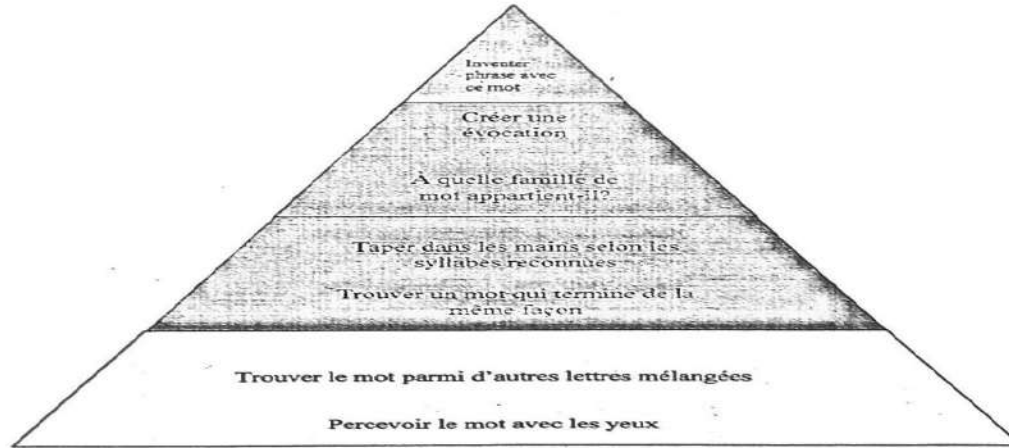 Inventer
phrase avec
ce mot
Créer une
évocation
À quelle famille de
mot appartient-il?
Taper dans les mains selon les
syllabes reconnues
Trouver un mot qui termine de la
même façon
Trouver le mot parmi d'autres lettres mélangées
Percevoir le mot avec les yeux